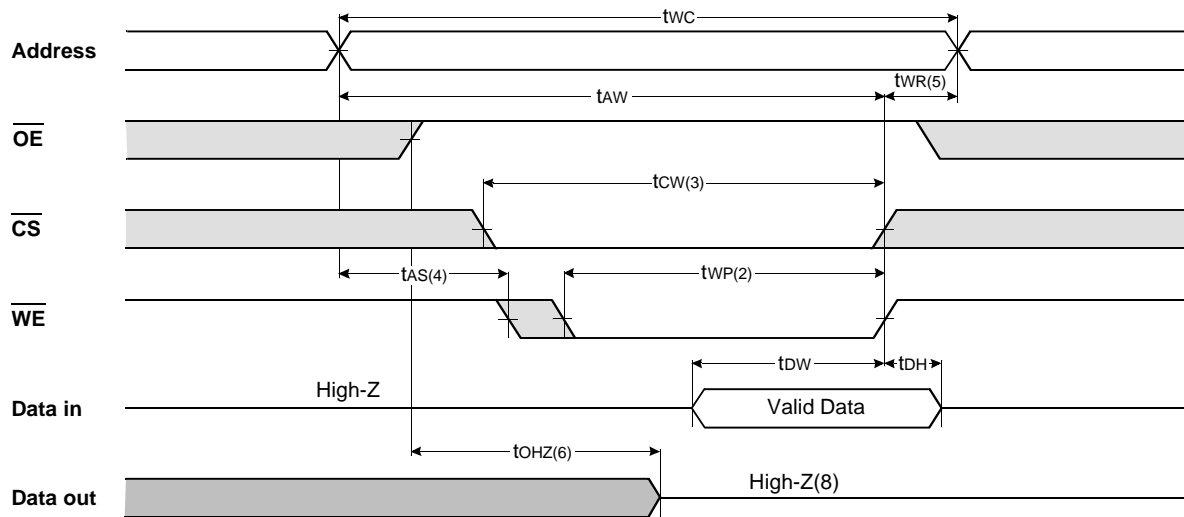 tWC
Address
tWR(5)
tAW
OE
tCW(3)
CS
tAS(4)
tWP(2)
WE
tDW
tDH
High-Z
Data in
Valid Data
tOHZ(6)
High-Z(8)
Data out